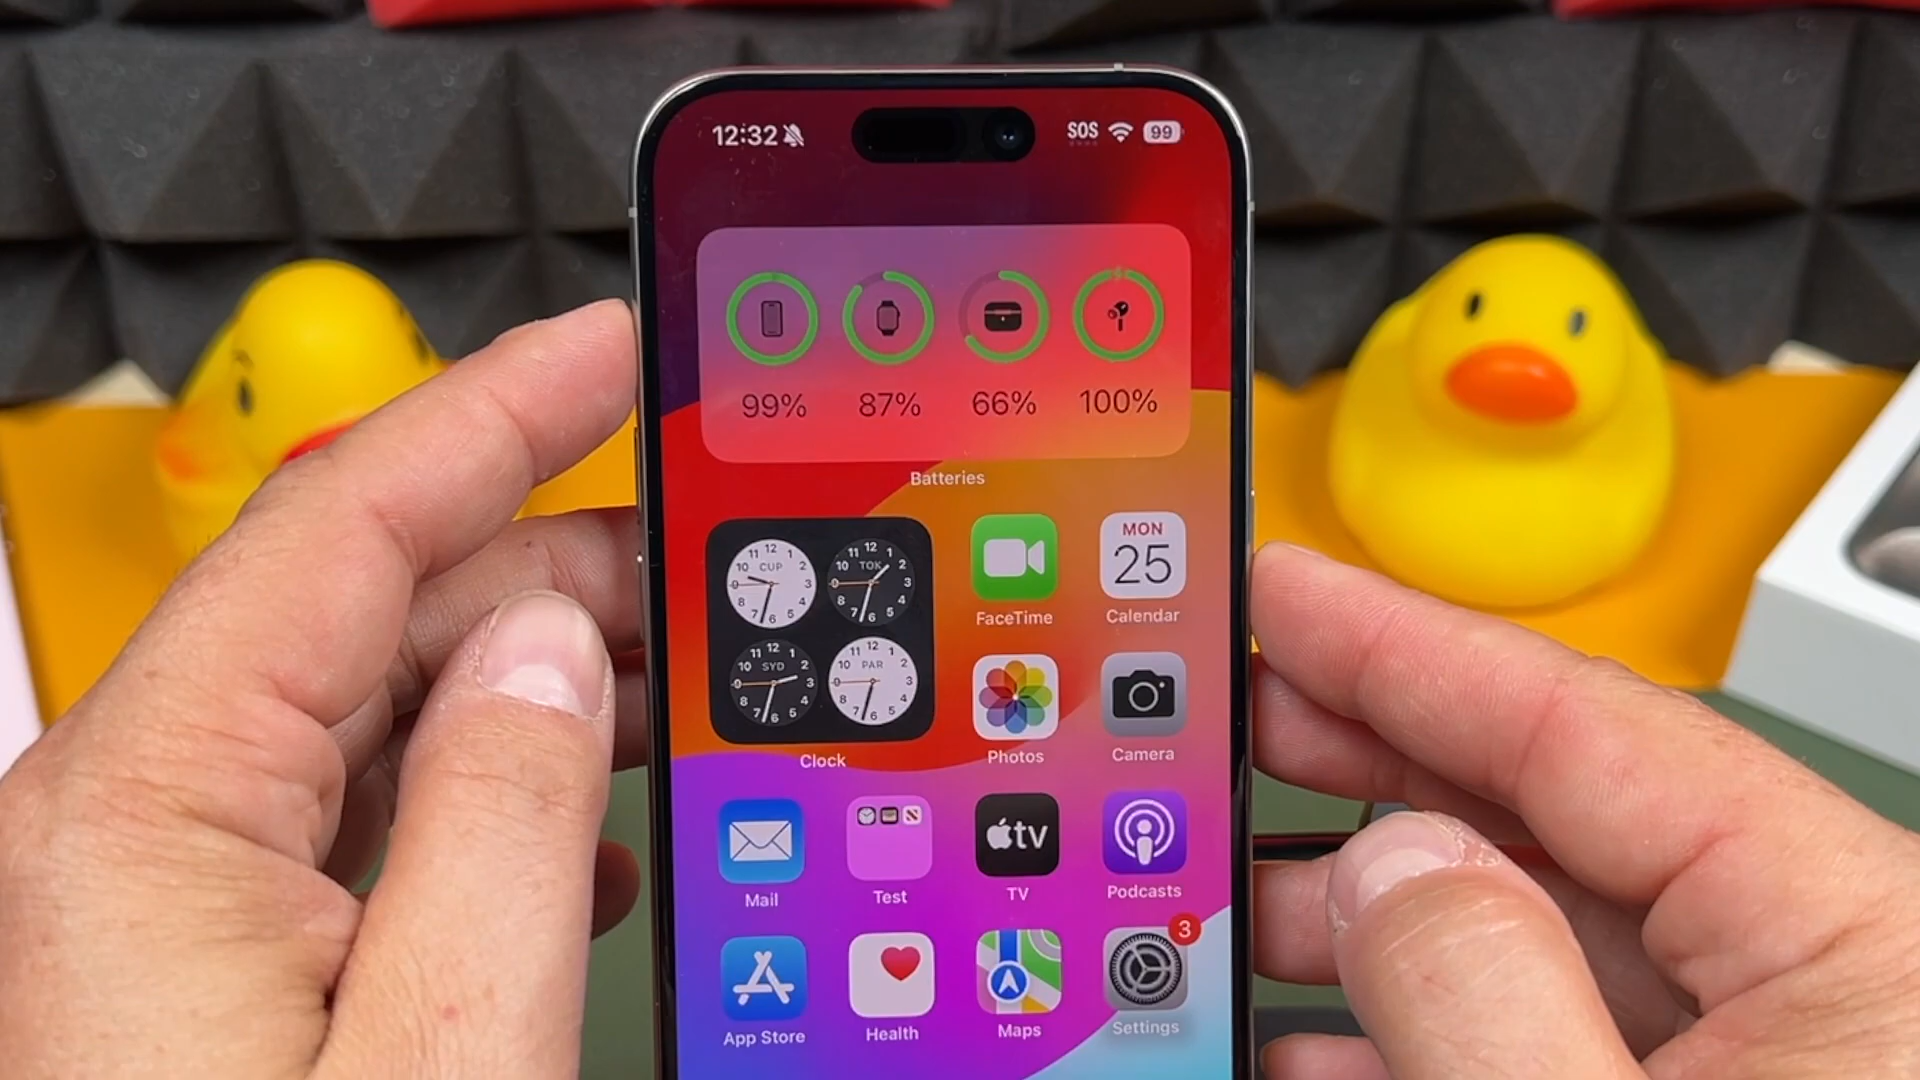 12:32 SOS 99
99% 87% 66% 100%
Batteries
CUP TOK
SYD PAR
Clock
FaceTime
MON
25
Calendar
Photos
Camera
Mail
Test
tv
TV
Podcasts
3
App Store
Health
Maps
Settings